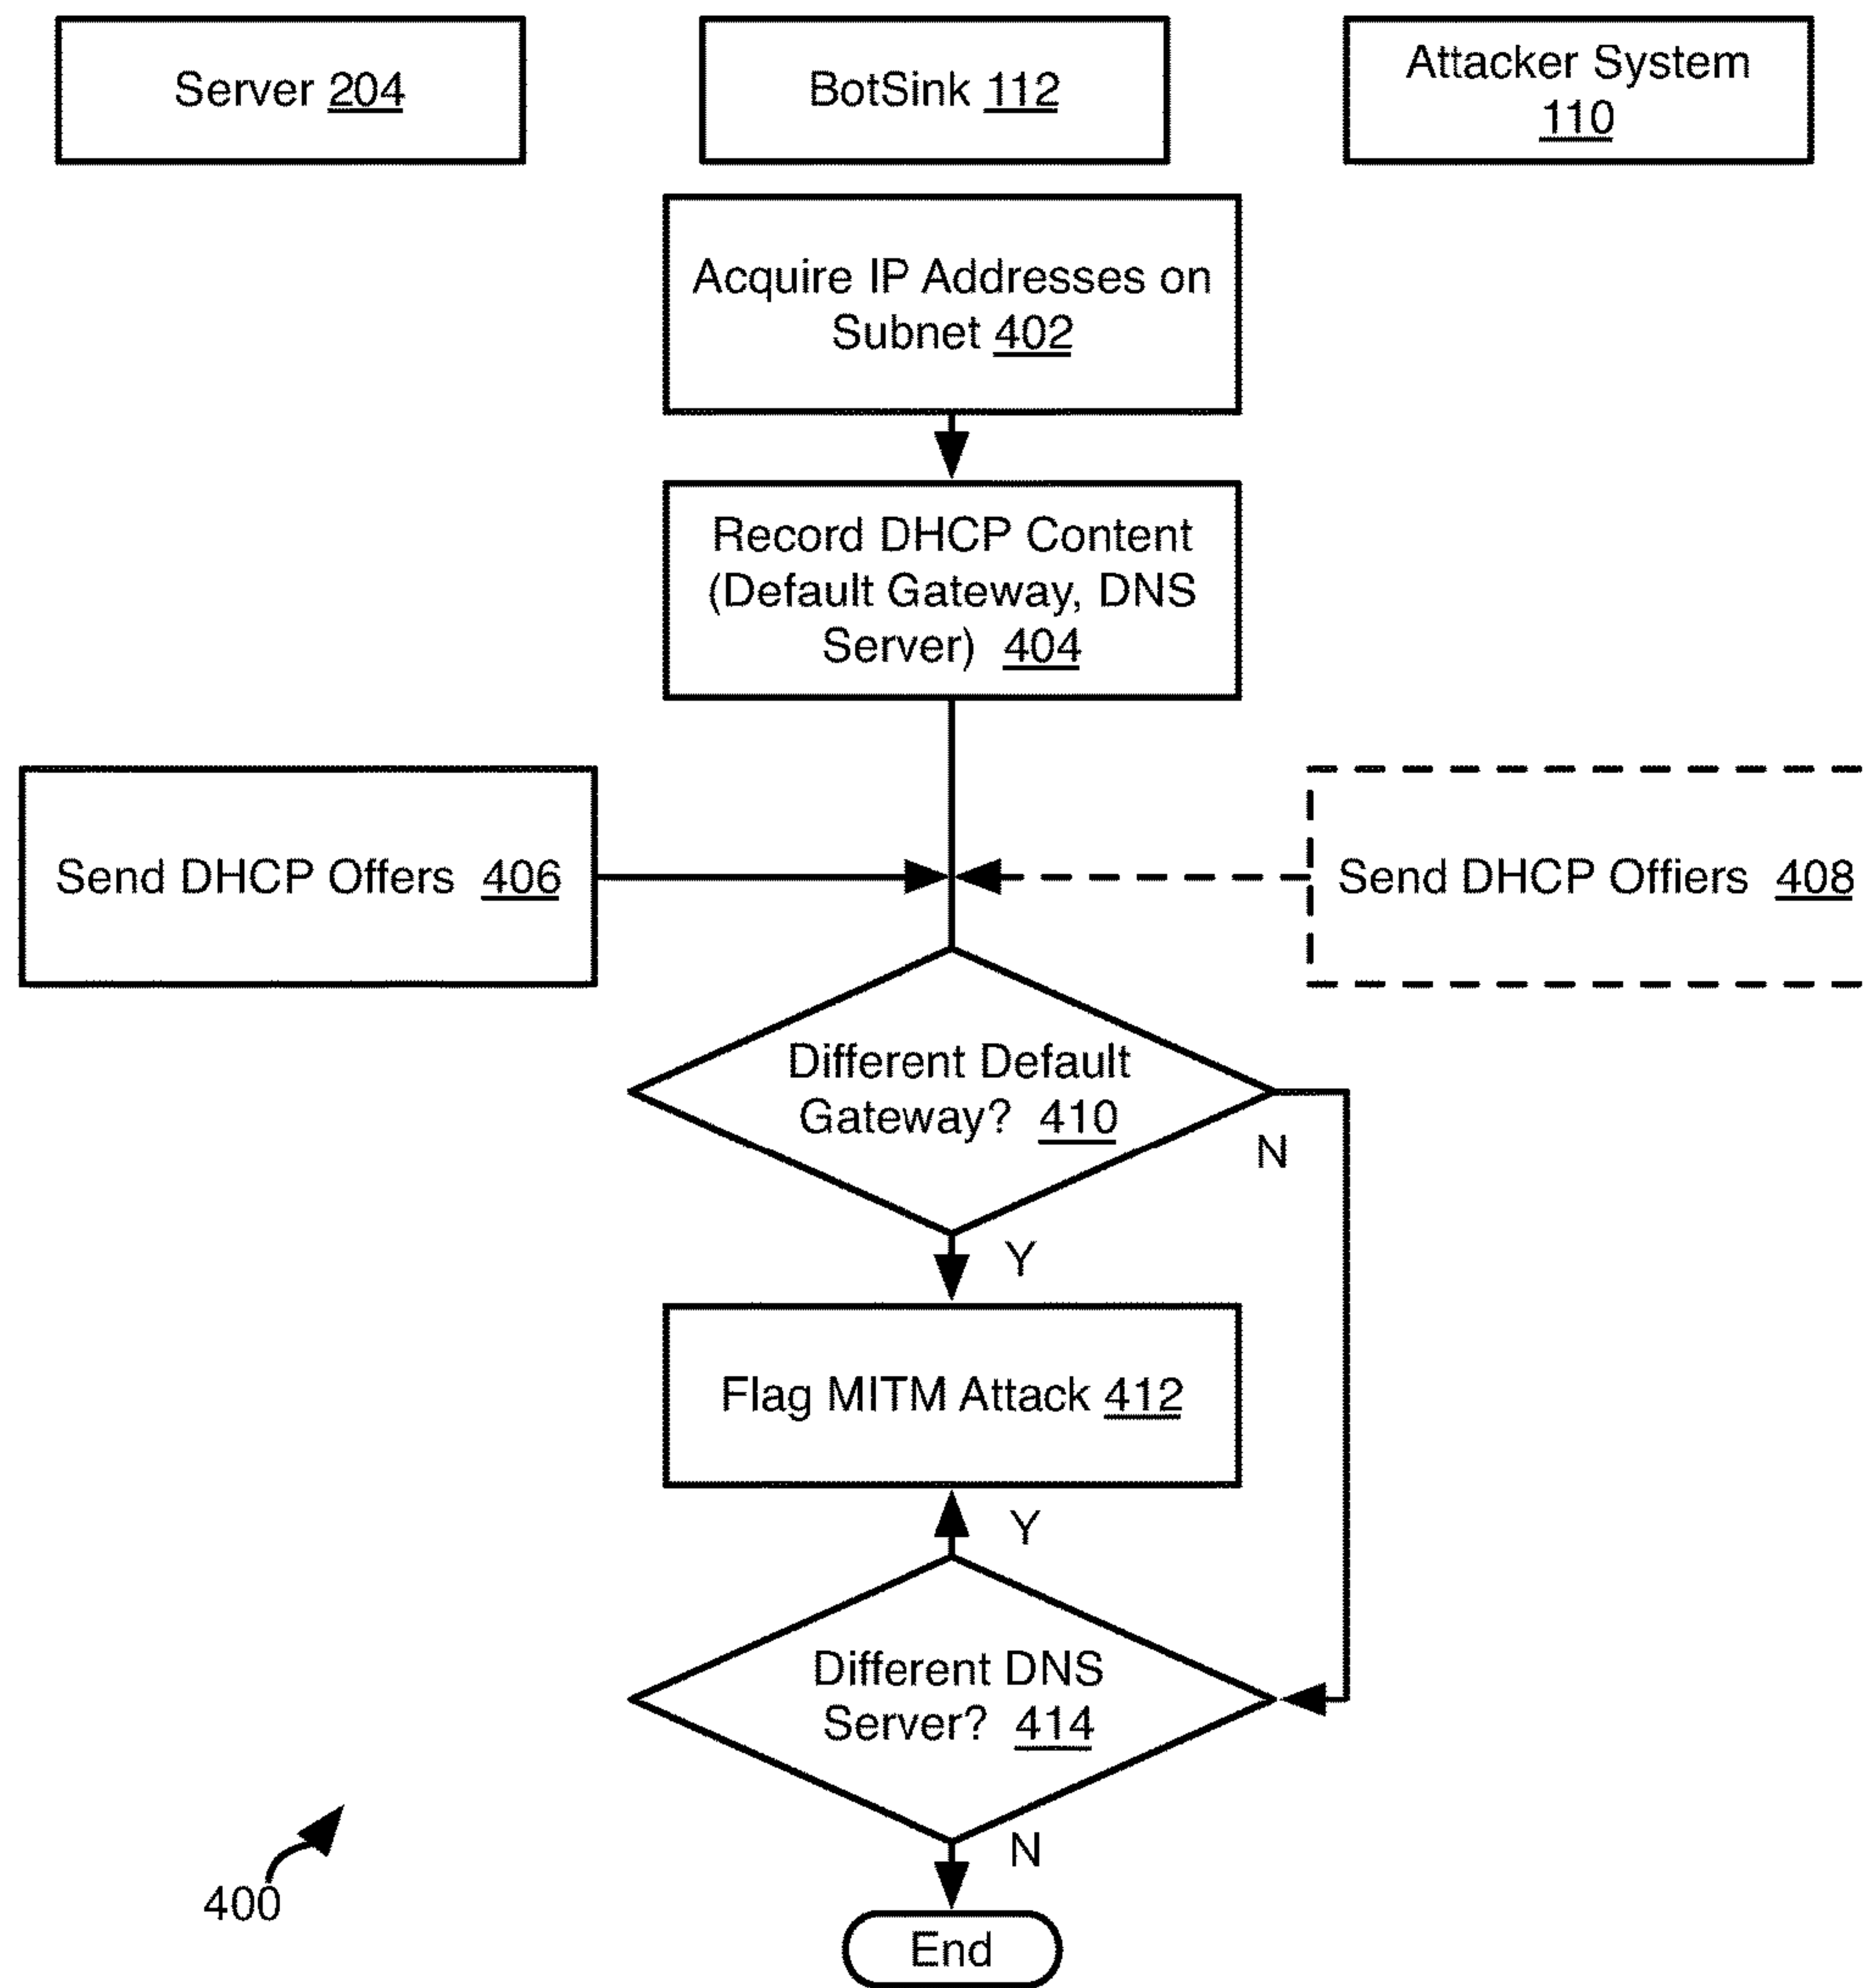 Server 204
BotSink 112
Attacker System
110
Acquire IP Addresses on
Subnet 402
Record DHCP Content
(Default Gateway, DNS
Server) 404
Send DHCP Offers 406
Send DHCP Offiers 408
Different Default
Gateway? 410
N
Y
Flag MITM Attack 412
Y
Different DNS
Server? 414
N
400
End